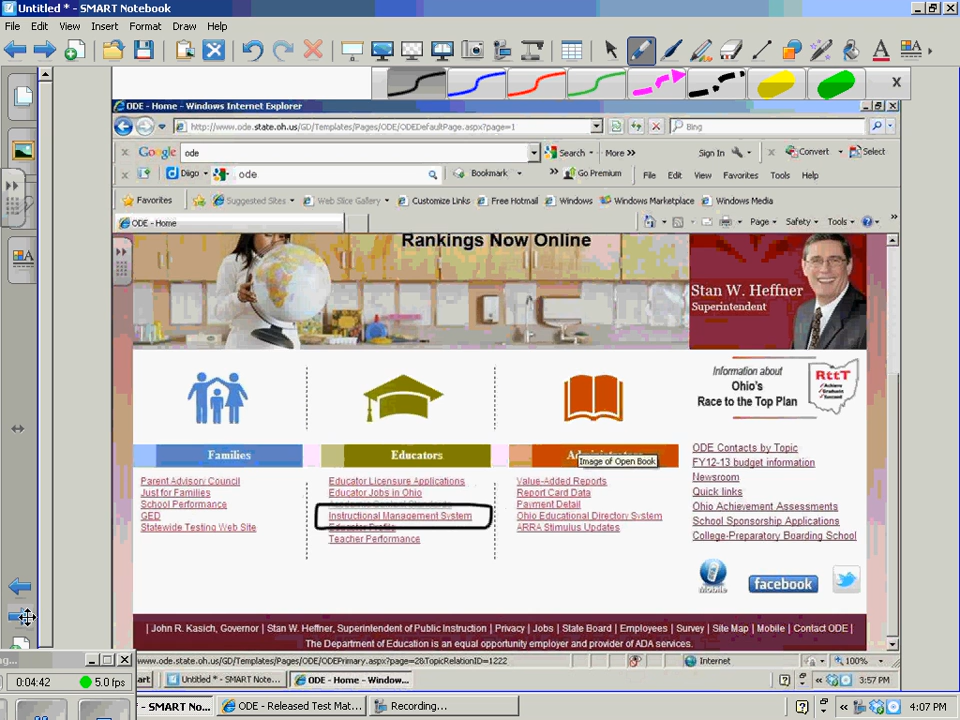 Untitled * - SMART Notebook
File Edit View Insert Format Draw Help
x
ODE - Home - Windows Internet Explorer
http://www.ode.state.oh.us/GD/Templates/Pages/ODE/ODEDefaultPage.aspx?page=1
Bing
x Google ode Search More >> Sign In Convert Select
x Diigo ode Bookmark >> Go Premium File Edit View Favorites Tools Help
Favorites Suggested Sites Web Slice Gallery Customize Links Free Hotmail Windows Windows Marketplace Windows Media
ODE - Home Page Safety Tools
Rankings Now Online
Stan W. Heffner
Superintendent
Information about
Ohio's
Race to the Top Plan
RttT
Achieve
Graduate
Succeed
Families
Parent Advisory Council
Just for Families
School Performance
GED
Statewide Testing Web Site
Educators
Educator Licensure Applications
Educator Jobs in Ohio
Academic Content Standards
Instructional Management System
Educator Profile
Teacher Performance
Administrators
Image of Open Book
Value-Added Reports
Report Card Data
Payment Detail
Ohio Educational Directory System
ARRA Stimulus Updates
ODE Contacts by Topic
FY12-13 budget information
Newsroom
Quick links
Ohio Achievement Assessments
School Sponsorship Applications
College-Preparatory Boarding School
Mobile
facebook
| John R. Kasich, Governor | Stan W. Heffner, Superintendent of Public Instruction | Privacy | Jobs | State Board | Employees | Survey | Site Map | Mobile | Contact ODE |
The Department of Education is an equal opportunity employer and provider of ADA services.
www.ode.state.oh.us/GD/Templates/Pages/ODE/ODEPrimary.aspx?page=2&TopicRelationID=1222 Internet 100%
0:04:42 5.0 fps
art Untitled * - SMART Note... ODE - Home - Window... 3:57 PM
- SMART No... ODE - Released Test Mat... Recording... 4:07 PM